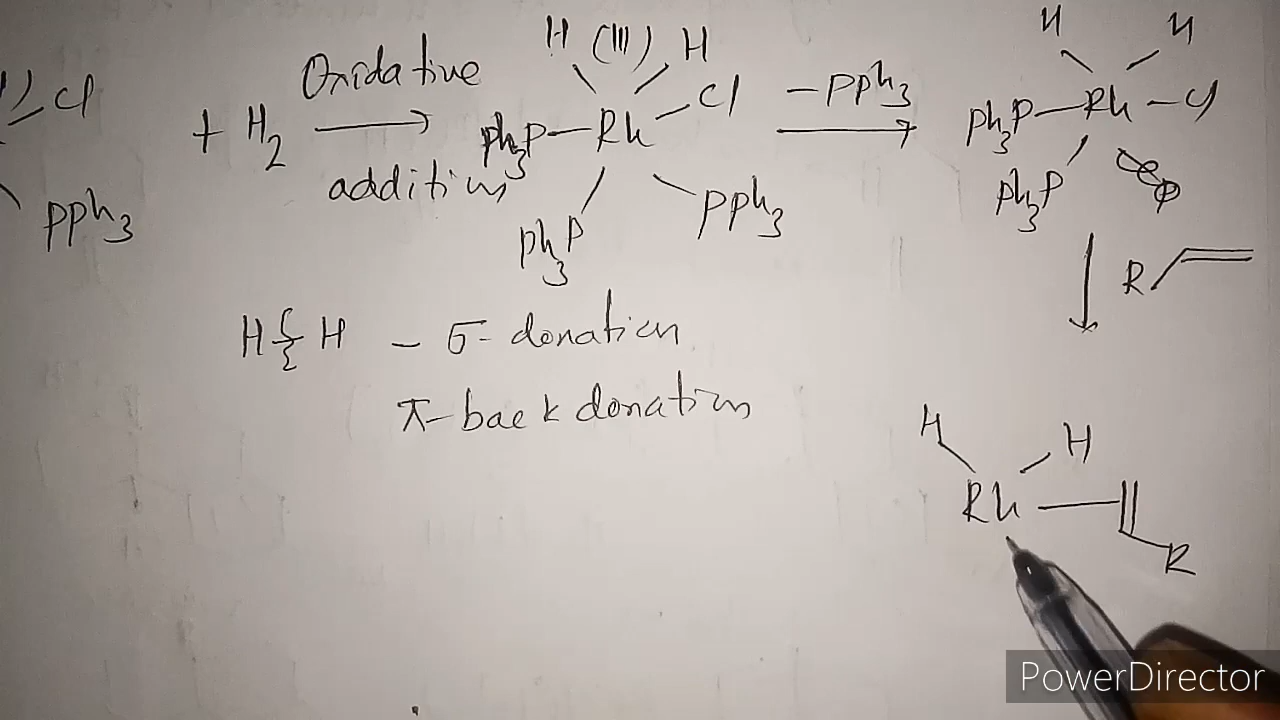 H (III) H
H H
) Cl
Oxidative
+ H2
Ph3P—Rh Cl
– PPh3
Ph3P—Rh—Cl
addition
PPh3
Ph3P
PPh3
Ph3P
R
H H – σ- donation
π- back donation
H H
Rh
R
PowerDirector